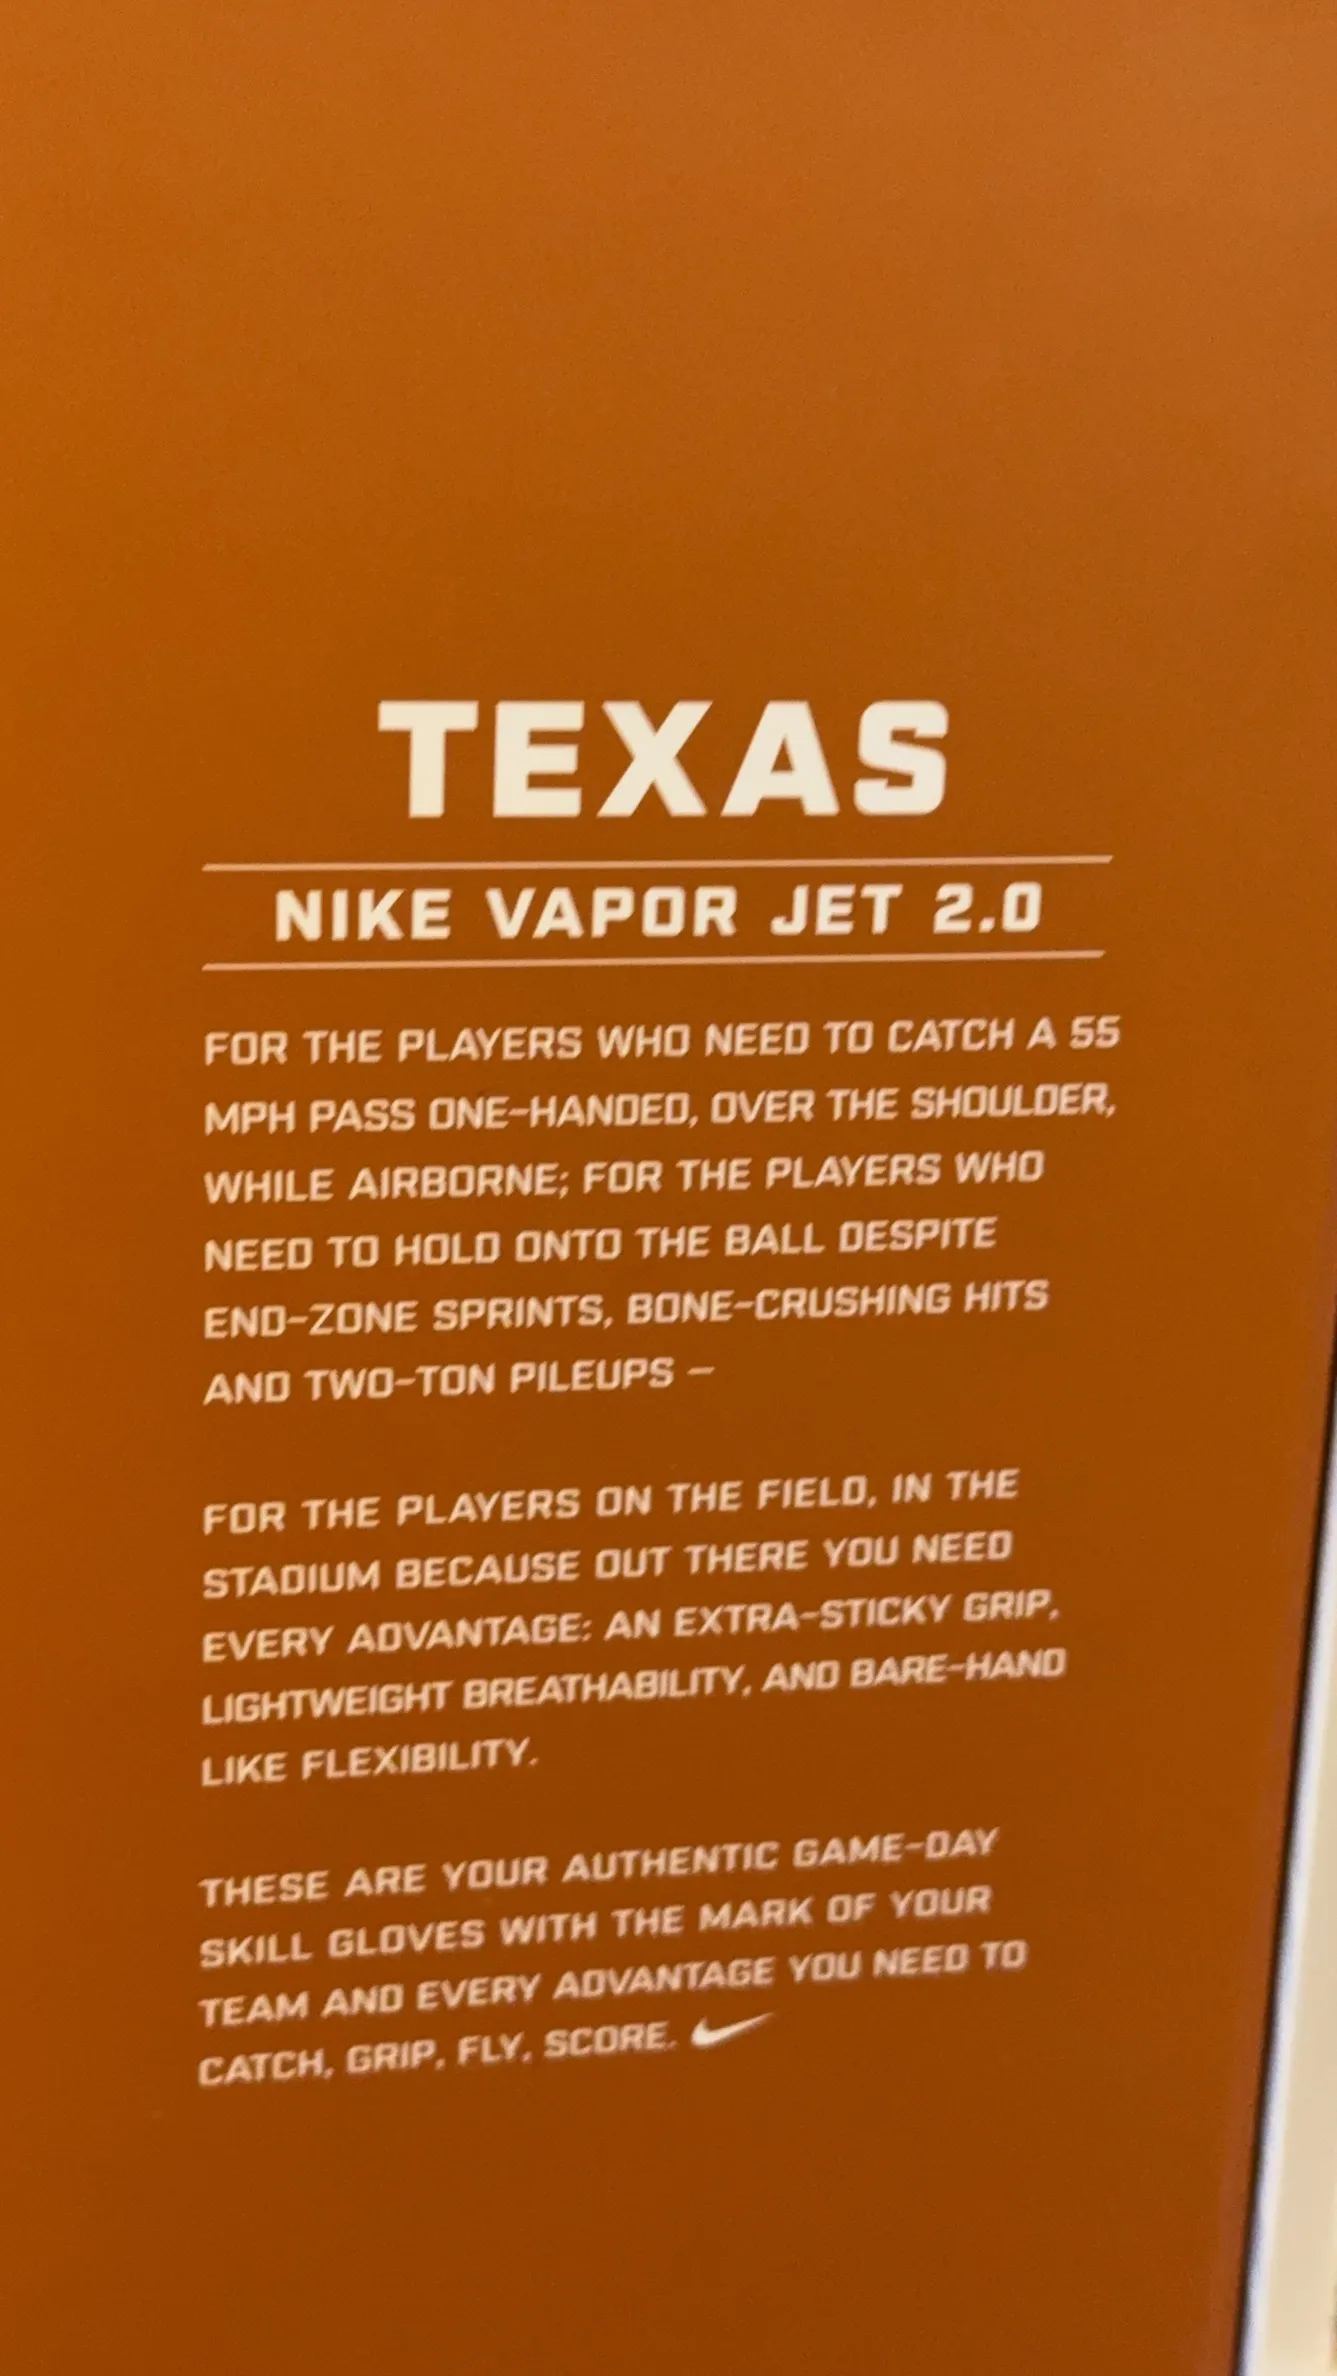 TEXAS
NIKE VAPOR JET 2.0
FOR THE PLAYERS WHO NEED TO CATCH A 55
MPH PASS ONE-HANDED, OVER THE SHOULDER,
WHILE AIRBORNE; FOR THE PLAYERS WHO
NEED TO HOLD ONTO THE BALL DESPITE
END-ZONE SPRINTS, BONE-CRUSHING HITS
AND TWO-TON PILEUPS –
FOR THE PLAYERS ON THE FIELD, IN THE
STADIUM BECAUSE OUT THERE YOU NEED
EVERY ADVANTAGE: AN EXTRA-STICKY GRIP,
LIGHTWEIGHT BREATHABILITY, AND BARE-HAND
LIKE FLEXIBILITY.
THESE ARE YOUR AUTHENTIC GAME-DAY
SKILL GLOVES WITH THE MARK OF YOUR
TEAM AND EVERY ADVANTAGE YOU NEED TO
CATCH, GRIP, FLY, SCORE.